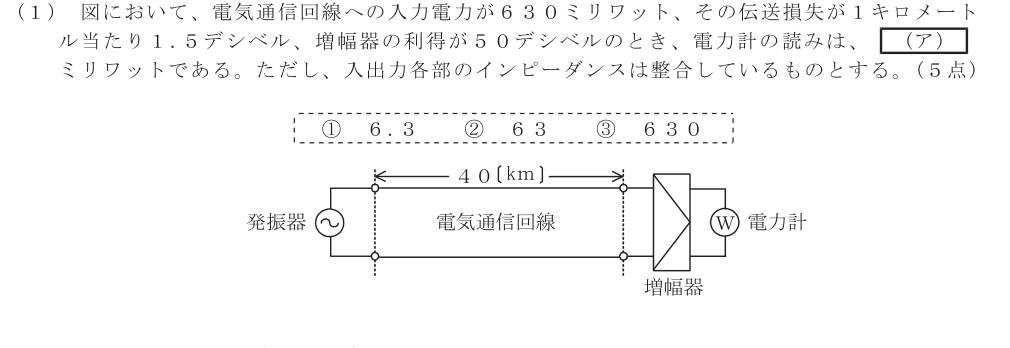 (1) 図において、電気通信回線への入力電力が630ミリワット、その伝送損失が1キロメート
ル当たり1.5デシベル、増幅器の利得が50デシベルのとき、電力計の読みは、 (ア)
ミリワットである。ただし、入出力各部のインピーダンスは整合しているものとする。(5点)
① 6.3 ② 63 ③ 630
40〔km〕
発振器 電気通信回線 W 電力計
増幅器